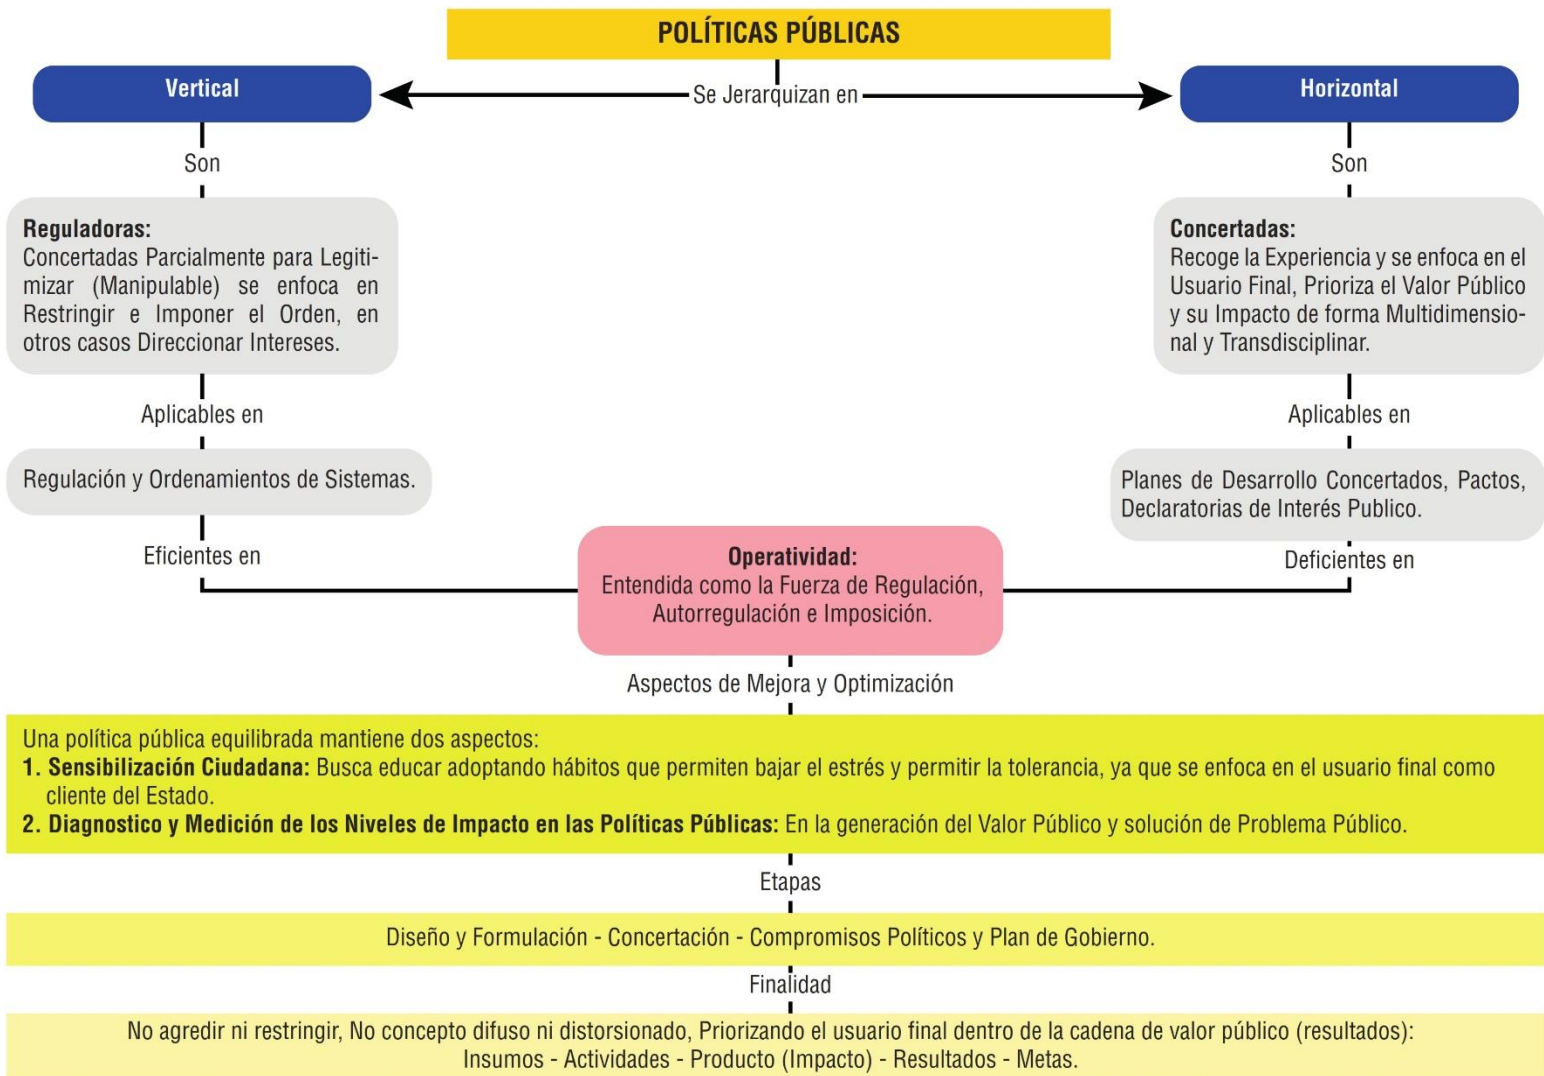 POLÍTICAS PÚBLICAS
Vertical
Se Jerarquizan en
Horizontal
Son
Son
Reguladoras:
Concertadas Parcialmente para Legiti-
mizar (Manipulable) se enfoca en
Restringir e Imponer el Orden, en
otros casos Direccionar Intereses.
Concertadas:
Recoge la Experiencia y se enfoca en el
Usuario Final, Prioriza el Valor Público
y su Impacto de forma Multidimensio-
nal y Transdisciplinar.
Aplicables en
Aplicables en
Regulación y Ordenamientos de Sistemas.
Planes de Desarrollo Concertados, Pactos,
Declaratorias de Interés Publico.
Eficientes en
Deficientes en
Operatividad:
Entendida como la Fuerza de Regulación,
Autorregulación e Imposición.
Aspectos de Mejora y Optimización
Una política pública equilibrada mantiene dos aspectos:
1. Sensibilización Ciudadana: Busca educar adoptando hábitos que permiten bajar el estrés y permitir la tolerancia, ya que se enfoca en el usuario final como
cliente del Estado.
2. Diagnostico y Medición de los Niveles de Impacto en las Políticas Públicas: En la generación del Valor Público y solución de Problema Público.
Etapas
Diseño y Formulación - Concertación - Compromisos Políticos y Plan de Gobierno.
Finalidad
No agredir ni restringir, No concepto difuso ni distorsionado, Priorizando el usuario final dentro de la cadena de valor público (resultados):
Insumos - Actividades - Producto (Impacto) - Resultados - Metas.